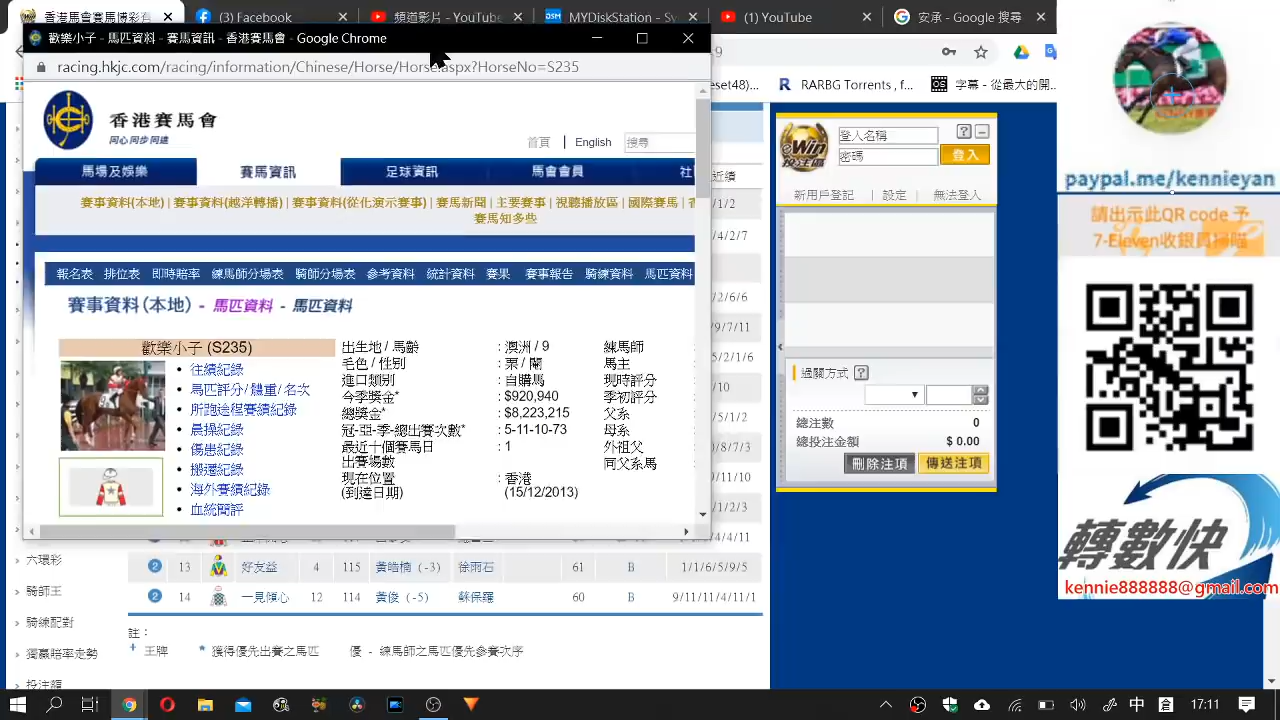 (3) Facebook
頻道影片 - YouTube
MYDiskStation - Sy
YouTube
安承 - Google 搜尋
歡樂小子 - 馬匹資料 - 賽馬資訊 - 香港賽馬會 - Google Chrome
racing.hkjc.com/racing/information/Chinese/Horse/Horse.aspx?HorseNo=S235
RARBG Torrents , f
字幕 - 從最大的開
香港賽馬會
同心同步同進
首頁 | English 搜尋
馬場及娛樂 賽馬資訊 足球資訊 馬會會員 社
賽事資料(本地) | 賽事資料(越洋轉播) | 賽事資料(從化演示賽事) | 賽馬新聞 | 主要賽事 | 視聽播放區 | 國際賽馬 |
賽馬知多些
報名表 排位表 即時賠率 練馬師分場表 騎師分場表 參考資料 統計資料 賽果 賽事報告 騎練資料 馬匹資料
賽事資料(本地) - 馬匹資料 - 馬匹資料
歡樂小子 (S235)
往績紀錄
馬匹評分/體重/名次
所跑途程賽績紀錄
晨操紀錄
傷患紀錄
搬遷紀錄
海外賽績紀錄
血統簡評
出生地 / 馬齡 : 澳洲 / 9 練馬師
毛色 / 性別 : 棗 / 閹 馬主
進口類別 : 自購馬 現時評分
今季獎金* : $920,940 季初評分
總獎金* : $8,223,215 父系
冠-亞-季-總出賽次數* : 5-11-10-73 母系
最近十個賽馬日 : 1 外祖父
出賽場數 同父系馬
現在位置 : 香港
(到達日期) (15/12/2013)
六環彩
騎師王
騎練配對
獨贏賠率走勢
2 13 好友益 4 115 徐雨石 61 B 1/1/6/5/9/5
2 14 一見傾心 12 114 蘇保羅 60 B 9/11/11/4/11/1
註：
+ 王牌 * 獲得優先出賽之馬匹 優 - 練馬師之馬匹優先參賽次序
eWin
投注區
登入名稱
密碼
登入
新用戶登記 | 設定 | 無法登入
過關方式
總注數 0
總投注金額 $ 0.00
刪除注項 傳送注項
paypal.me/kennieyan
請出示此QR code 予
7-Eleven收銀員掃瞄
轉數快
kennie888888@gmail.com
中 17:11